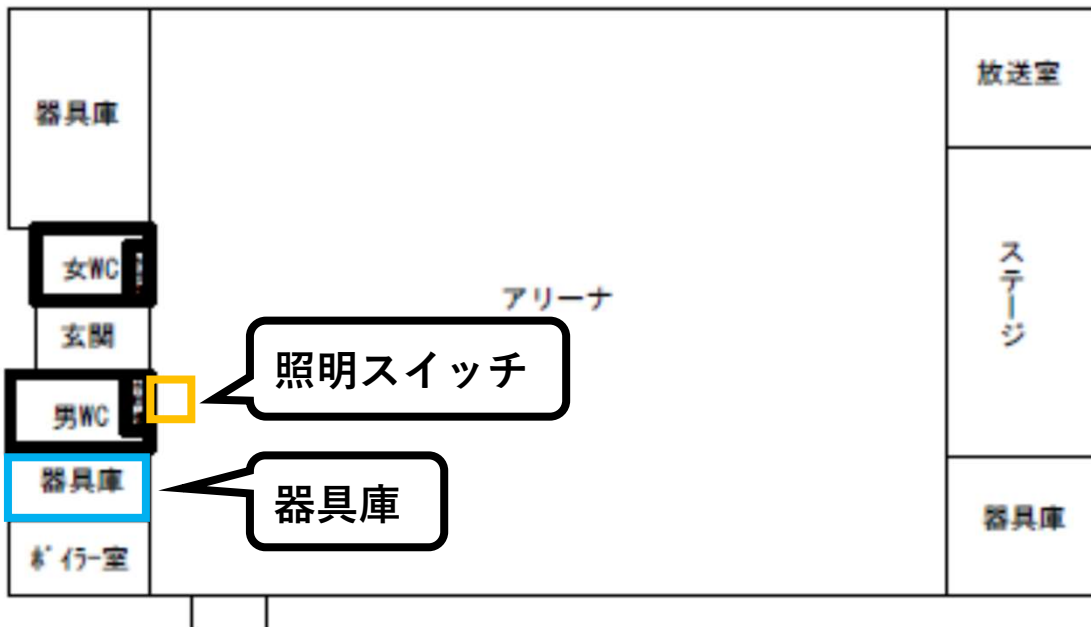 器具庫
放送室
女WC
ステージ
アリーナ
玄関
照明スイッチ
男WC
器具庫
器具庫
器具庫
ﾎﾞｲﾗｰ室